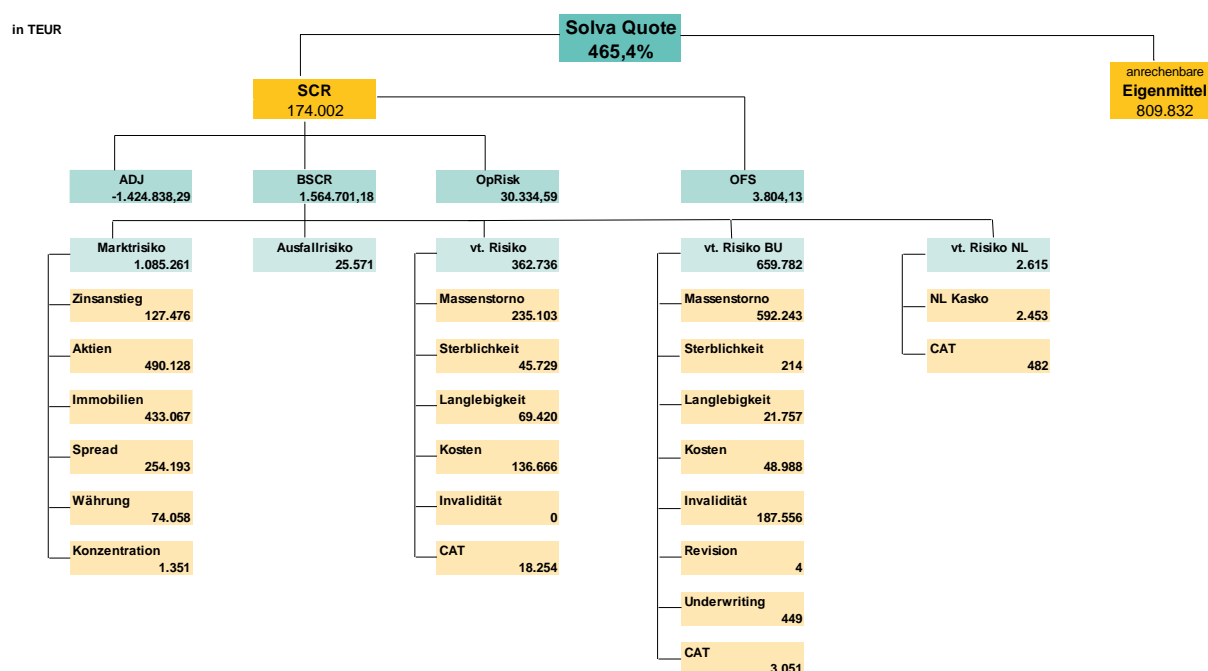 in TEUR
Solva Quote
465,4%
anrechenbare
Eigenmittel
809.832
SCR
174.002
ADJ
-1.424.838,29
BSCR
1.564.701,18
OpRisk
30.334,59
OFS
3.804,13
Marktrisiko
1.085.261
Ausfallrisiko
25.571
vt. Risiko
362.736
vt. Risiko BU
659.782
vt. Risiko NL
2.615
Zinsanstieg
127.476
Massenstorno
235.103
Massenstorno
592.243
NL Kasko
2.453
Aktien
490.128
Sterblichkeit
45.729
Sterblichkeit
214
CAT
482
Immobilien
433.067
Langlebigkeit
69.420
Langlebigkeit
21.757
Spread
254.193
Kosten
136.666
Kosten
48.988
Währung
74.058
Invalidität
0
Invalidität
187.556
Konzentration
1.351
CAT
18.254
Revision
4
Underwriting
449
CAT
3.051